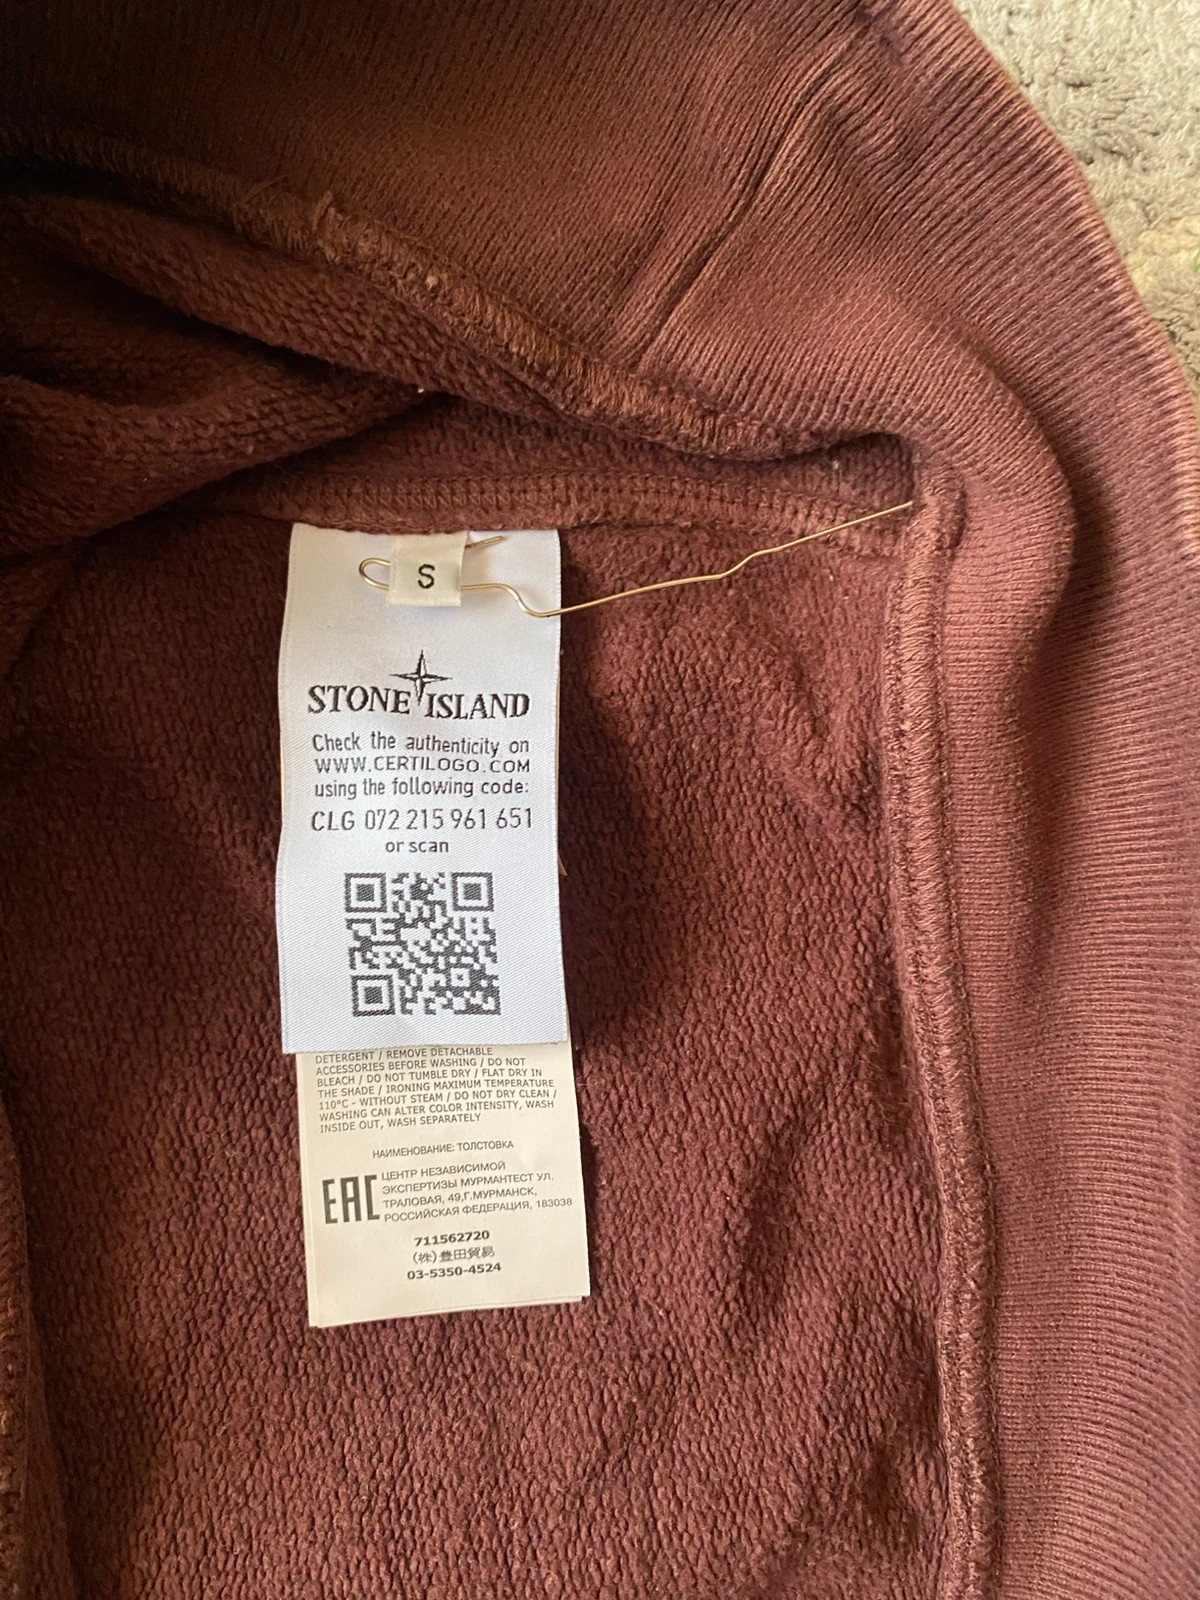 S
STONE ISLAND
Check the authenticity on
WWW.CERTILOGO.COM
using the following code:
CLG 072 215 961 651
or scan
DETERGENT / REMOVE DETACHABLE
ACCESSORIES BEFORE WASHING / DO NOT
BLEACH / DO NOT TUMBLE DRY / FLAT DRY IN
THE SHADE / IRONING MAXIMUM TEMPERATURE
110°C - WITHOUT STEAM / DO NOT DRY CLEAN /
WASHING CAN ALTER COLOR INTENSITY, WASH
INSIDE OUT, WASH SEPARATELY
НАИМЕНОВАНИЕ: ТОЛСТОВКА
EAC
ЦЕНТР НЕЗАВИСИМОЙ
ЭКСПЕРТИЗЫ МУРМАНТЕСТ УЛ.
ТРАЛОВАЯ, 49,Г.МУРМАНСК,
РОССИЙСКАЯ ФЕДЕРАЦИЯ, 183038
711562720
(株)豊田貿易
03-5350-4524